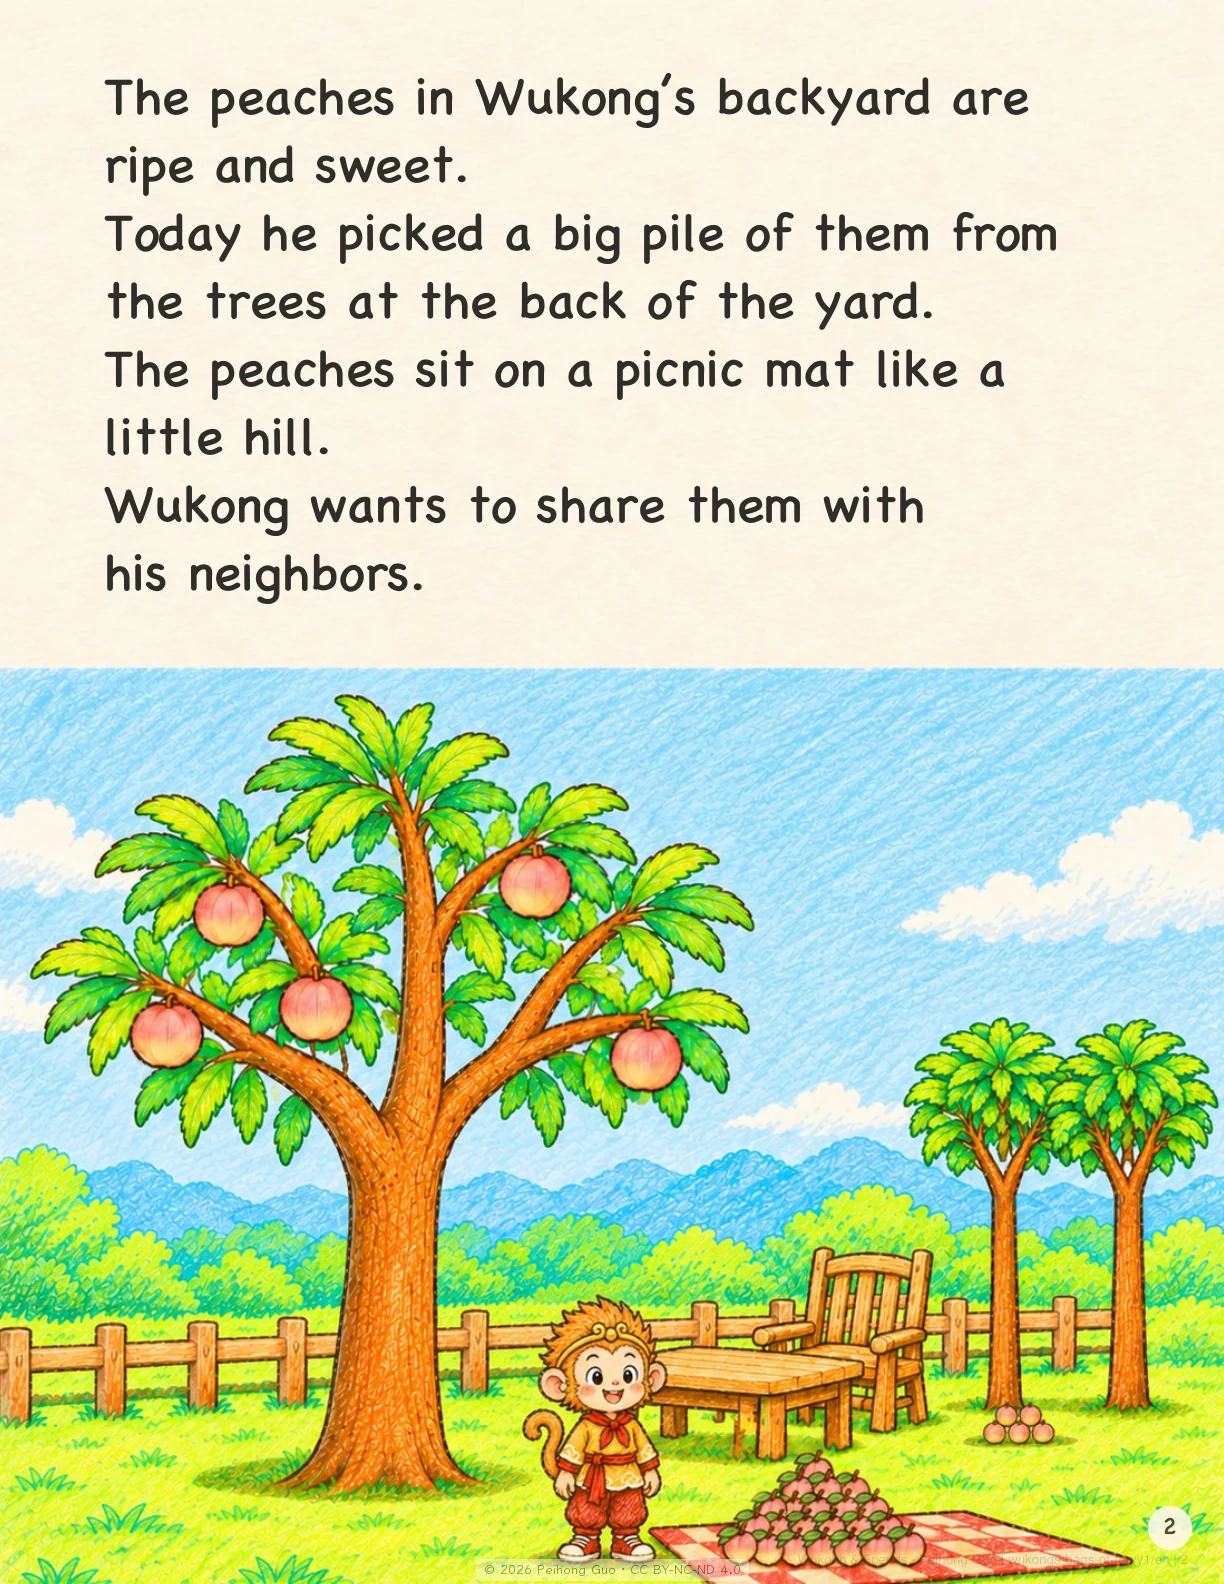 The peaches in Wukong's backyard are
ripe and sweet.
Today he picked a big pile of them from
the trees at the back of the yard.
The peaches sit on a picnic mat like a
little hill.
Wukong wants to share them with
his neighbors.
2
© 2026 Peihong Guo • CC BY-NC-ND 4.0